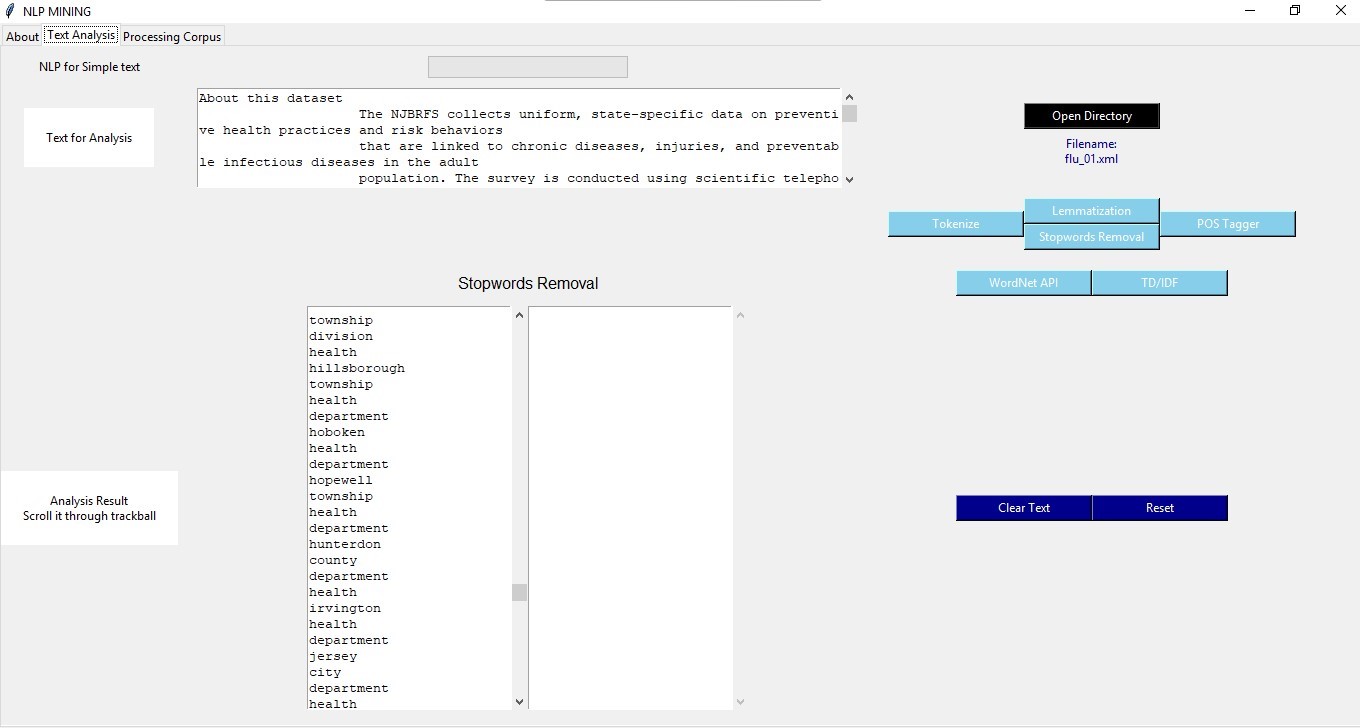 NLP MINING
About Text Analysis Processing Corpus
NLP for Simple text
Text for Analysis
About this dataset
The NJBRFS collects uniform, state-specific data on preventi
ve health practices and risk behaviors
that are linked to chronic diseases, injuries, and preventab
le infectious diseases in the adult
population. The survey is conducted using scientific telepho
Open Directory
Filename:
flu_01.xml
Tokenize
Lemmatization
Stopwords Removal
POS Tagger
WordNet API
TD/IDF
Stopwords Removal
township
division
health
hillsborough
township
health
department
hoboken
health
department
hopewell
township
health
department
hunterdon
county
department
health
irvington
health
department
jersey
city
department
health
Analysis Result
Scroll it through trackball
Clear Text
Reset